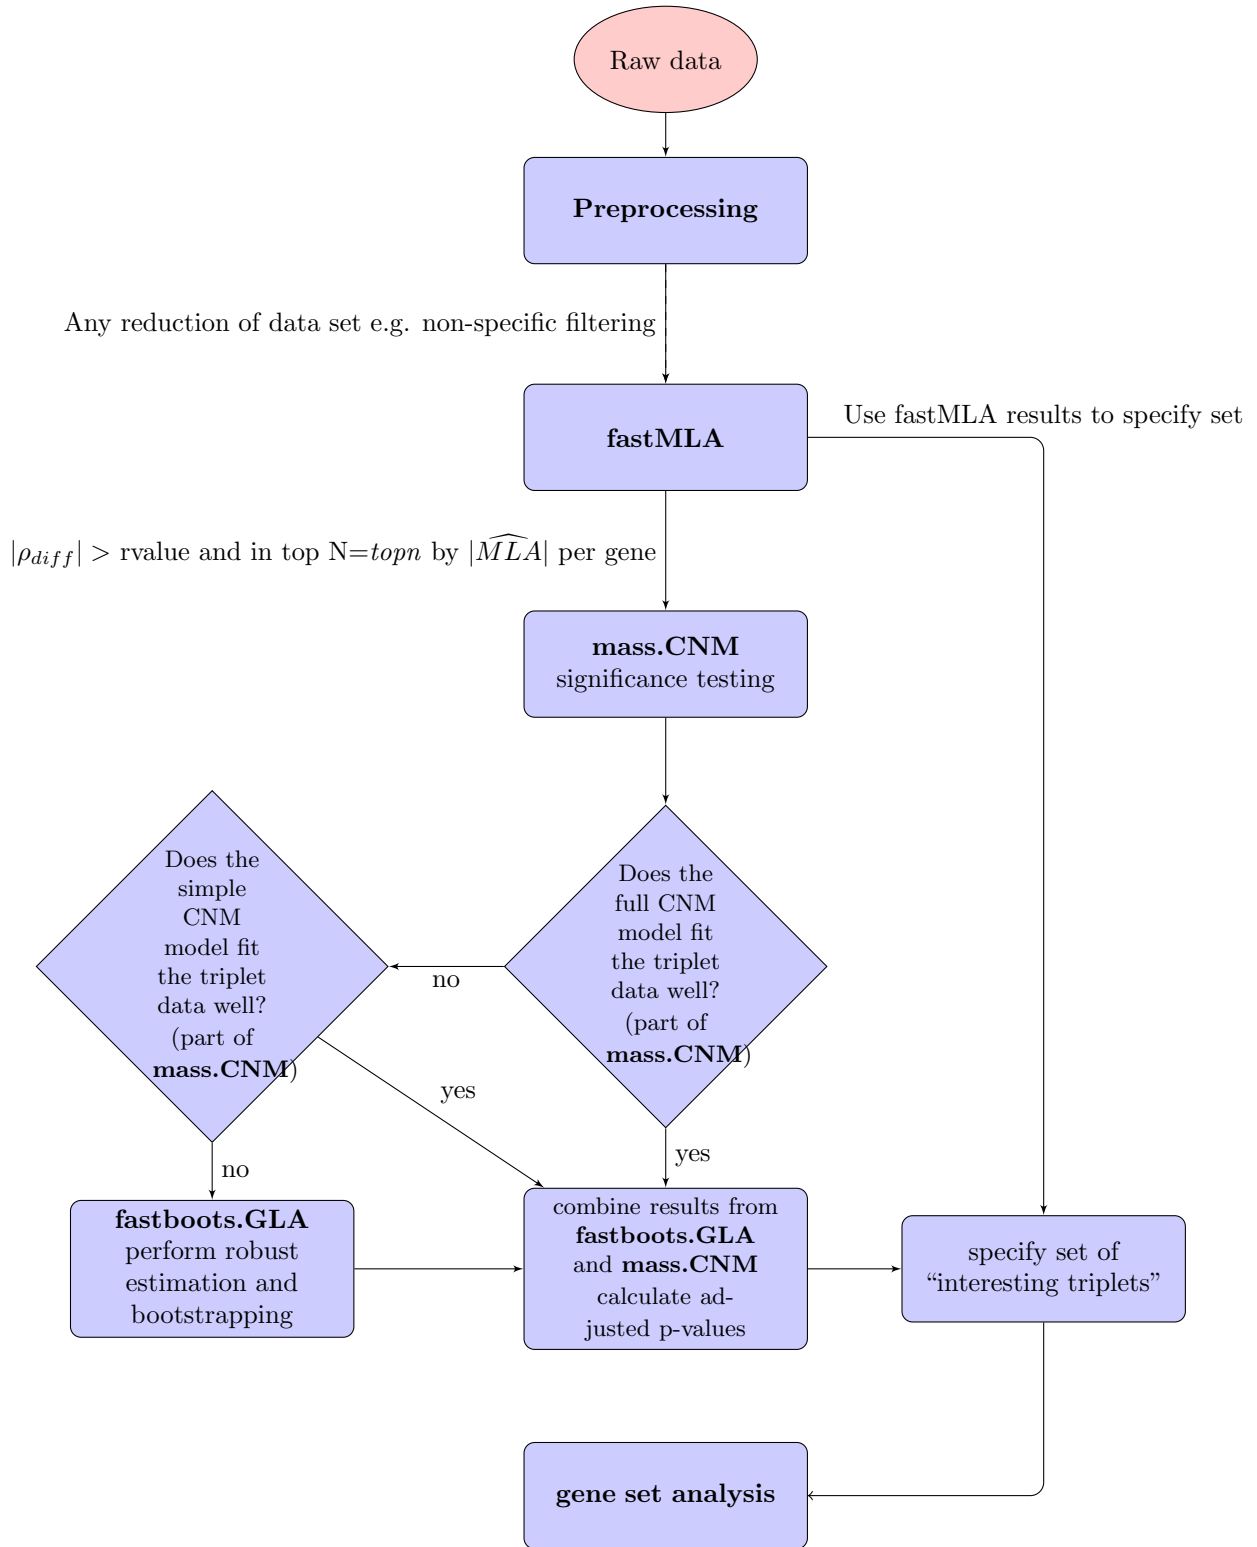 Raw data
Preprocessing
Any reduction of data set e.g. non-specific filtering
fastMLA
Use fastMLA results to specify set
|ρ_{diff}| > rvalue and in top N=topn by |\widehat{MLA}| per gene
mass.CNM
significance testing
Does the
simple
CNM
model fit
the triplet
data well?
(part of
mass.CNM)
Does the
full CNM
model fit
the triplet
data well?
(part of
mass.CNM)
no
yes
yes
no
fastboots.GLA
perform robust
estimation and
bootstrapping
combine results from
fastboots.GLA
and mass.CNM
calculate ad-
justed p-values
specify set of
“interesting triplets”
gene set analysis